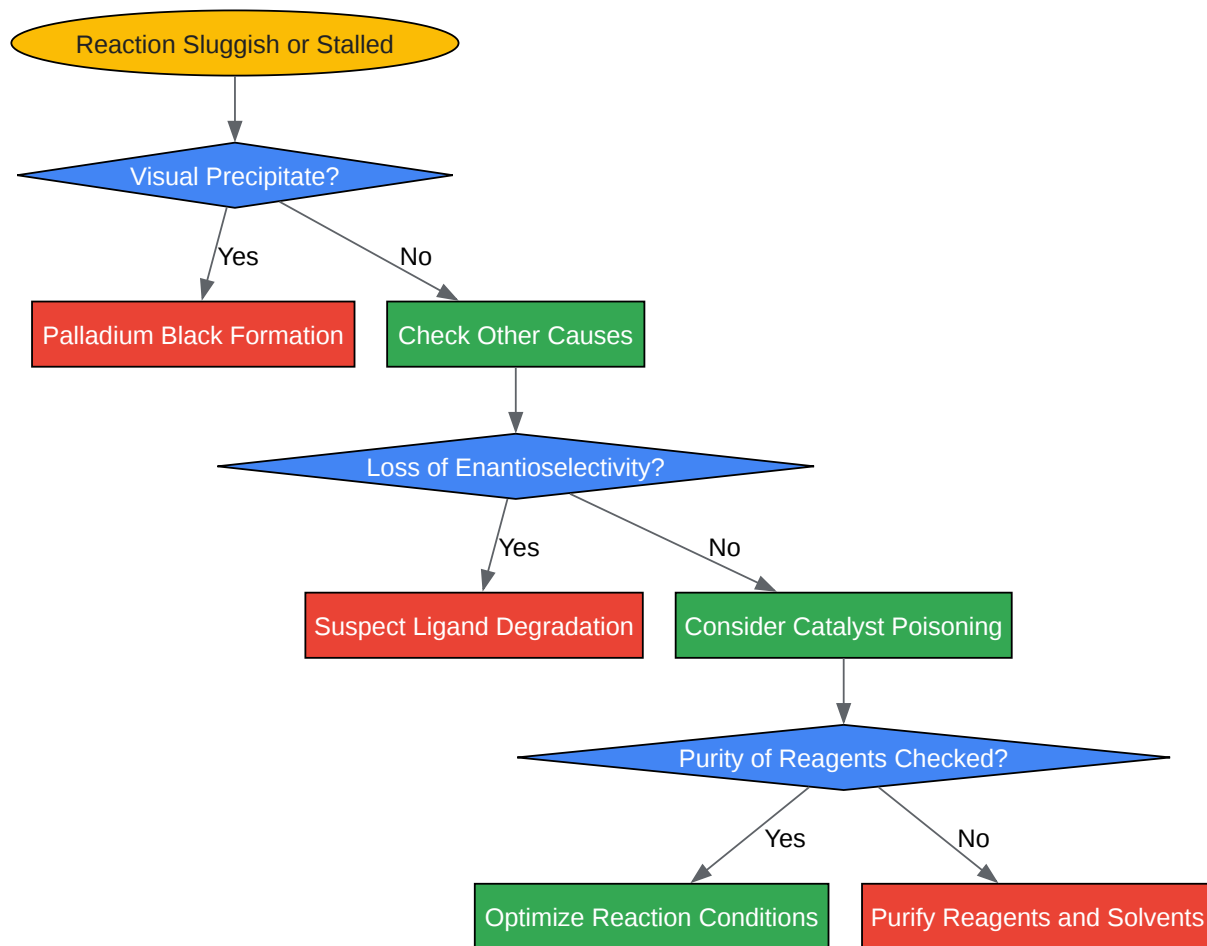 Reaction Sluggish or Stalled
Visual Precipitate?
Yes
No
Palladium Black Formation
Check Other Causes
Loss of Enantioselectivity?
Yes
No
Suspect Ligand Degradation
Consider Catalyst Poisoning
Purity of Reagents Checked?
Yes
No
Optimize Reaction Conditions
Purify Reagents and Solvents